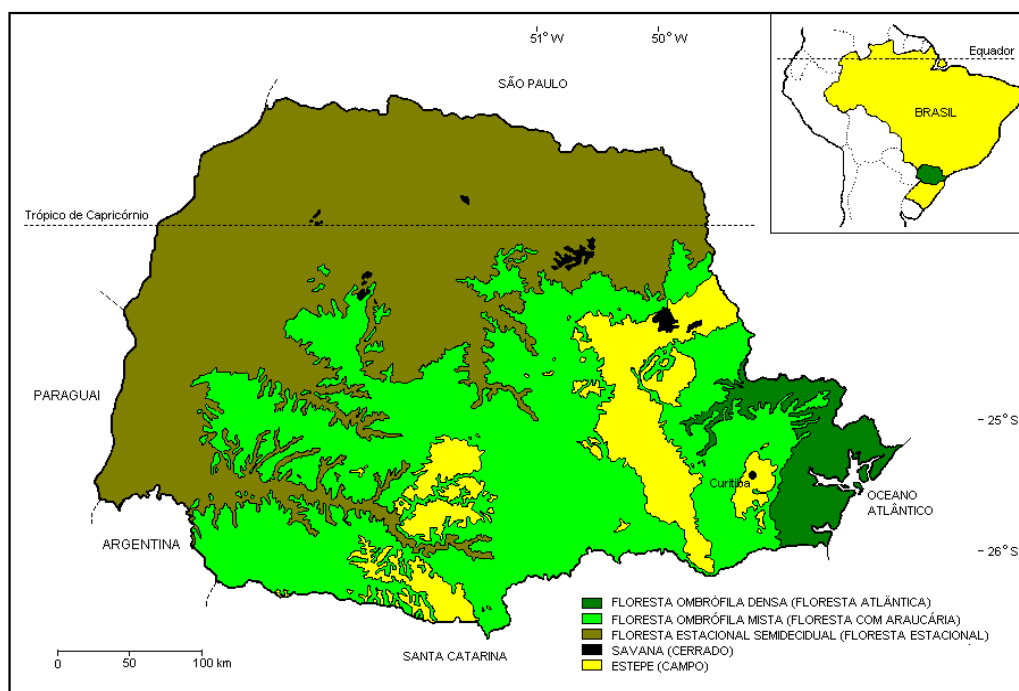 51° W
50° W
SÃO PAULO
Equador
BRASIL
Trópico de Capricórnio
PARAGUAI
25° S
Curitiba
OCEANO
ATLÂNTICO
ARGENTINA
26° S
FLORESTA OMBRÓFILA DENSA (FLORESTA ATLÂNTICA)
FLORESTA OMBRÓFILA MISTA (FLORESTA COM ARAUCÁRIA)
FLORESTA ESTACIONAL SEMIDECIDUAL (FLORESTA ESTACIONAL)
SAVANA (CERRADO)
ESTEPE (CAMPO)
0 50 100 km
SANTA CATARINA